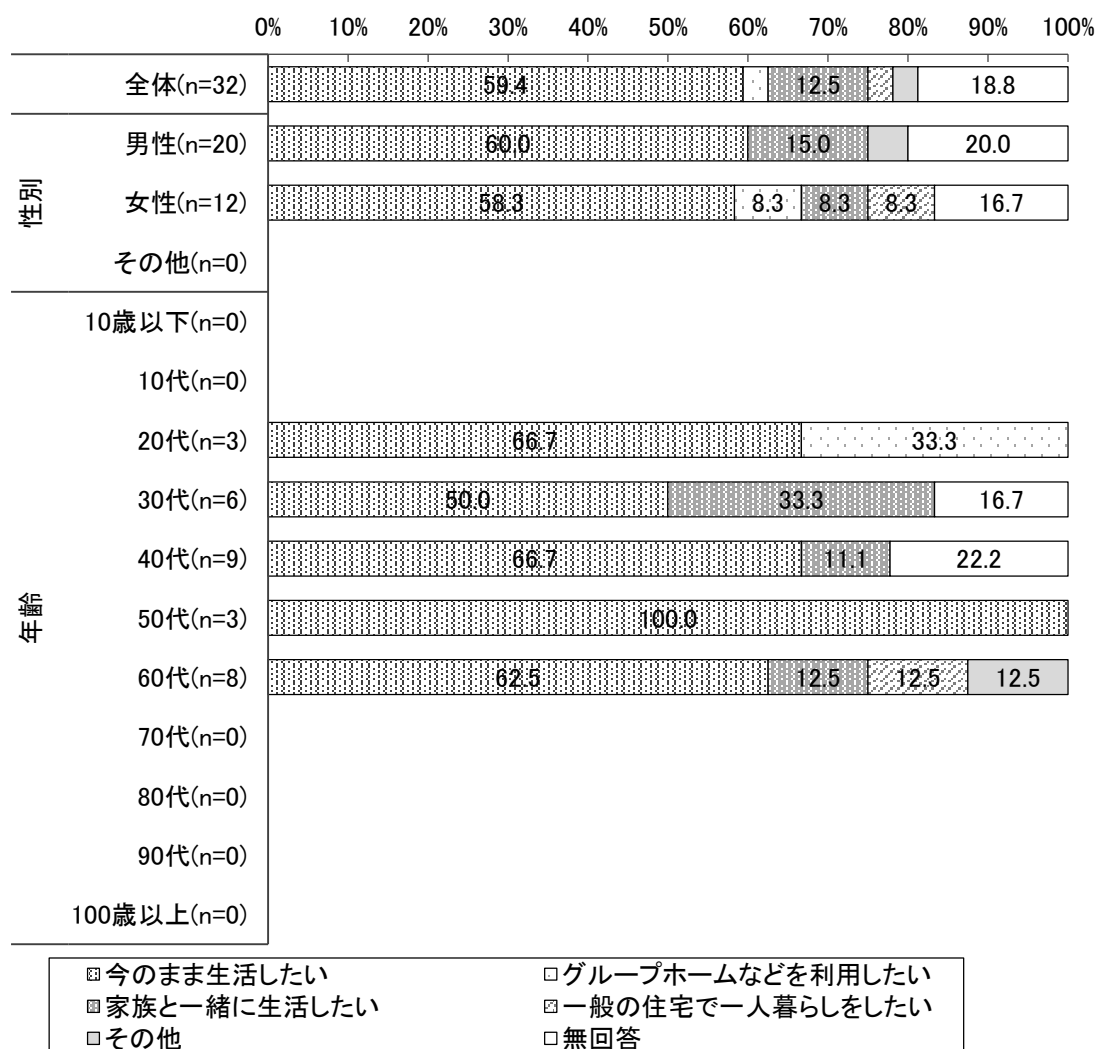 0% 10% 20% 30% 40% 50% 60% 70% 80% 90% 100%
全体(n=32) 59.4 12.5 18.8
性別
男性(n=20) 60.0 15.0 20.0
女性(n=12) 58.3 8.3 8.3 8.3 16.7
その他(n=0)
年齢
10歳以下(n=0)
10代(n=0)
20代(n=3) 66.7 33.3
30代(n=6) 50.0 33.3 16.7
40代(n=9) 66.7 11.1 22.2
50代(n=3) 100.0
60代(n=8) 62.5 12.5 12.5 12.5
70代(n=0)
80代(n=0)
90代(n=0)
100歳以上(n=0)
今のまま生活したい グループホームなどを利用したい
家族と一緒に生活したい 一般の住宅で一人暮らしをしたい
その他 無回答